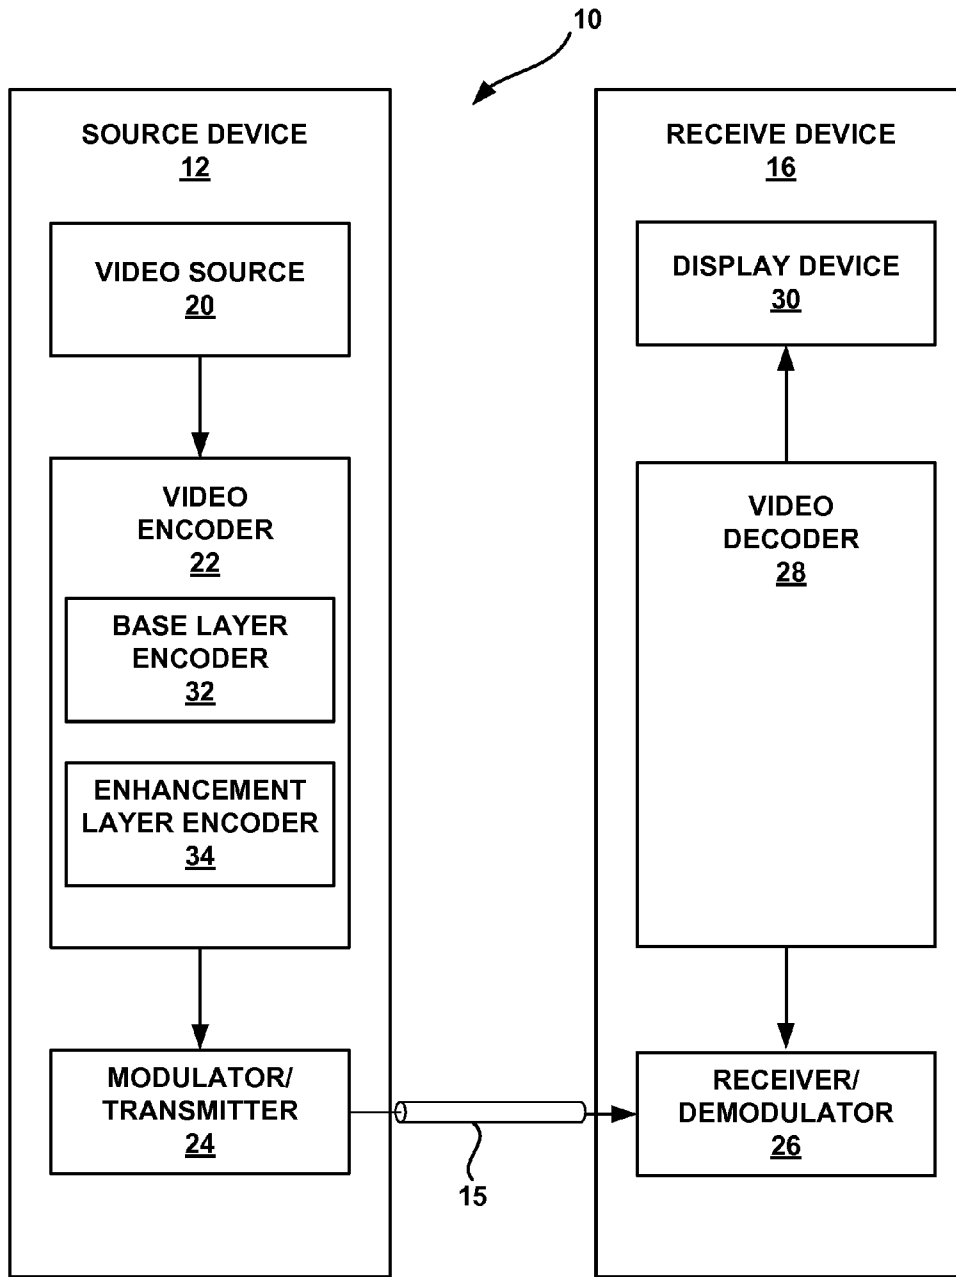 10
SOURCE DEVICE
12
VIDEO SOURCE
20
VIDEO
ENCODER
22
BASE LAYER
ENCODER
32
ENHANCEMENT
LAYER ENCODER
34
MODULATOR/
TRANSMITTER
24
15
RECEIVE DEVICE
16
DISPLAY DEVICE
30
VIDEO
DECODER
28
RECEIVER/
DEMODULATOR
26